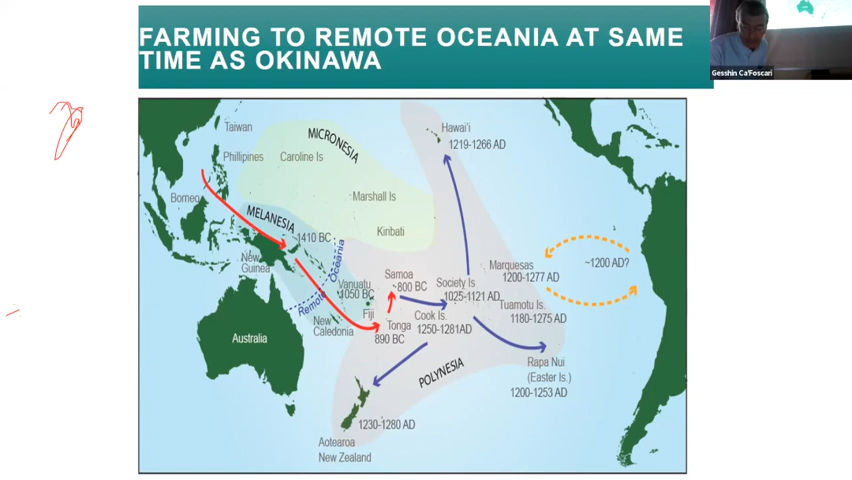 FARMING TO REMOTE OCEANIA AT SAME
TIME AS OKINAWA
Gesshin Ca'Foscari
Taiwan
Phillipines
Borneo
MICRONESIA
Caroline Is
Marshall Is
Kiribati
MELANESIA
1410 BC
New
Guinea
Remote Oceania
Vanuatu
1050 BC
Fiji
New
Caledonia
Samoa
~800 BC
Tonga
890 BC
Australia
Hawai'i
1219-1266 AD
Society Is
1025-1121 AD
Cook Is.
1250-1281AD
Marquesas
1200-1277 AD
Tuamotu Is.
1180-1275 AD
~1200 AD?
POLYNESIA
Rapa Nui
(Easter Is.)
1200-1253 AD
1230-1280 AD
Aotearoa
New Zealand